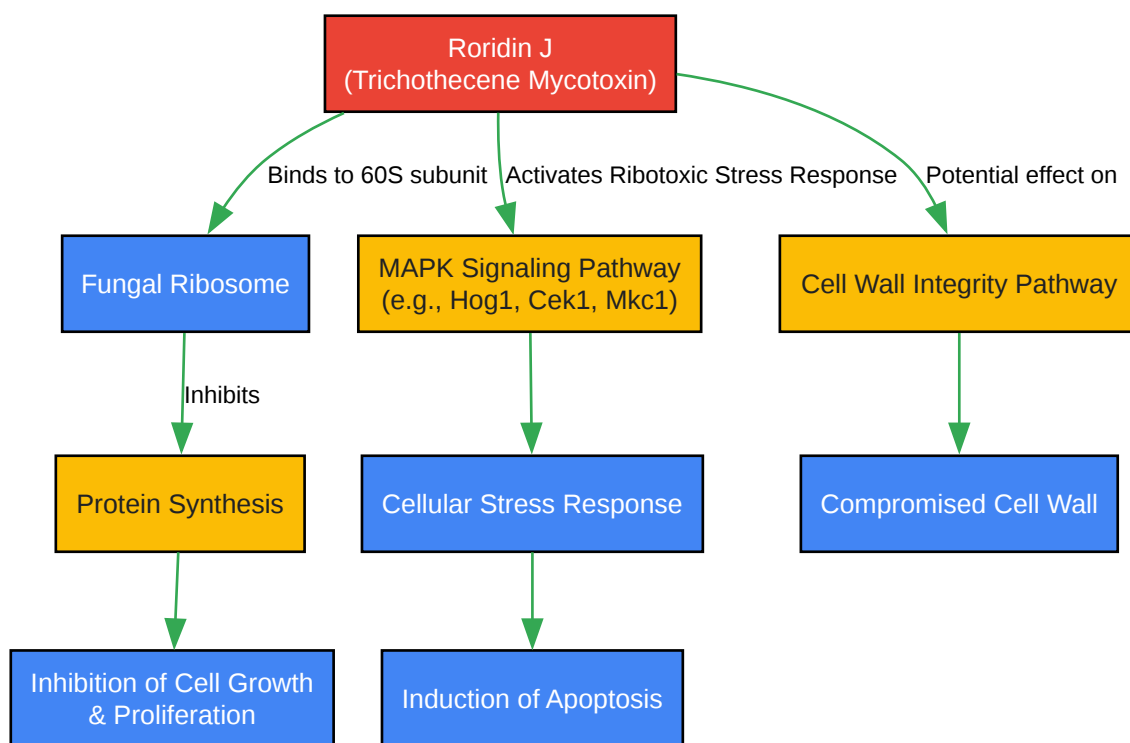 Roridin J
(Trichothecene Mycotoxin)
Binds to 60S subunit
Activates Ribotoxic Stress Response
Potential effect on
Fungal Ribosome
MAPK Signaling Pathway
(e.g., Hog1, Cek1, Mkc1)
Cell Wall Integrity Pathway
Inhibits
Protein Synthesis
Cellular Stress Response
Compromised Cell Wall
Inhibition of Cell Growth
& Proliferation
Induction of Apoptosis